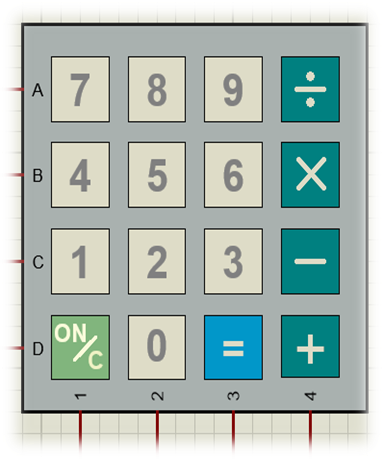 A 7 8 9 ÷
B 4 5 6 ×
C 1 2 3 −
D ON/C 0 = +
1 2 3 4